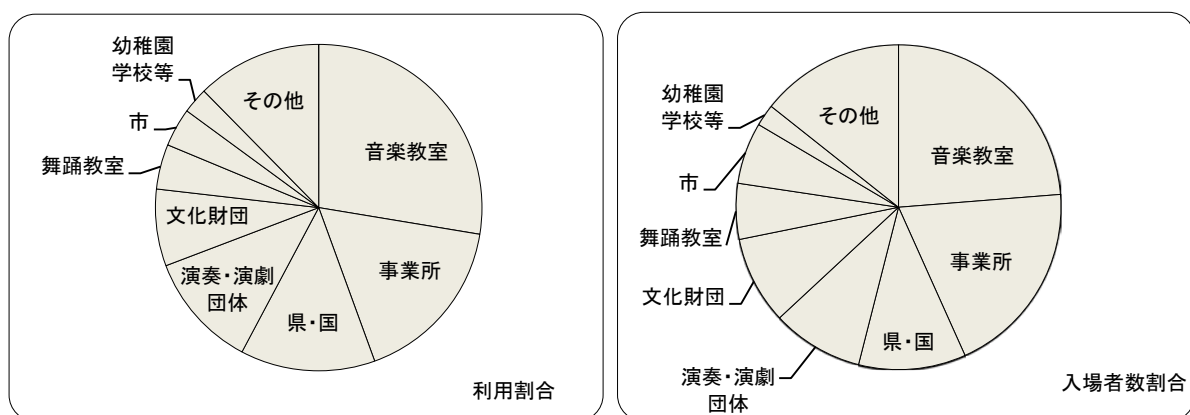 幼稚園
学校等
その他
市
音楽教室
舞踊教室
文化財団
事業所
演奏・演劇
団体
県・国
利用割合
幼稚園
学校等
その他
音楽教室
市
舞踊教室
事業所
文化財団
県・国
演奏・演劇
団体
入場者数割合